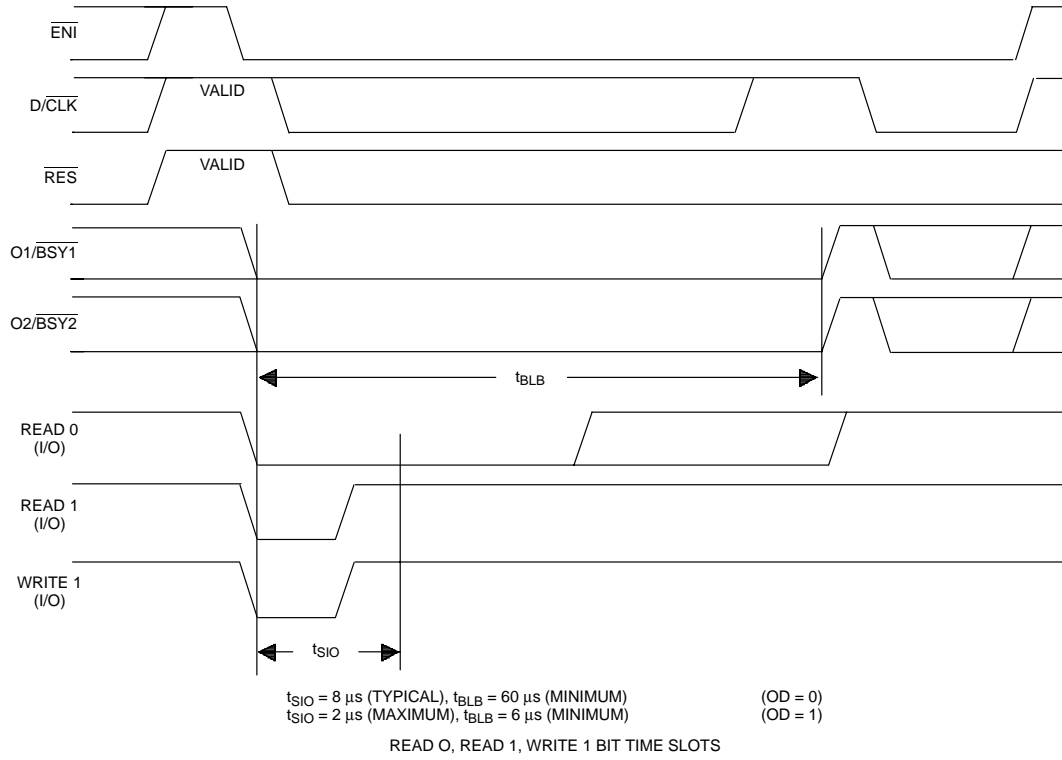 ENI
D/CLK
VALID
RES
VALID
O1/BSY1
O2/BSY2
tBLB
READ 0
(I/O)
READ 1
(I/O)
WRITE 1
(I/O)
tSIO
tSIO = 8 μs (TYPICAL), tBLB = 60 μs (MINIMUM) (OD = 0)
tSIO = 2 μs (MAXIMUM), tBLB = 6 μs (MINIMUM) (OD = 1)
READ O, READ 1, WRITE 1 BIT TIME SLOTS